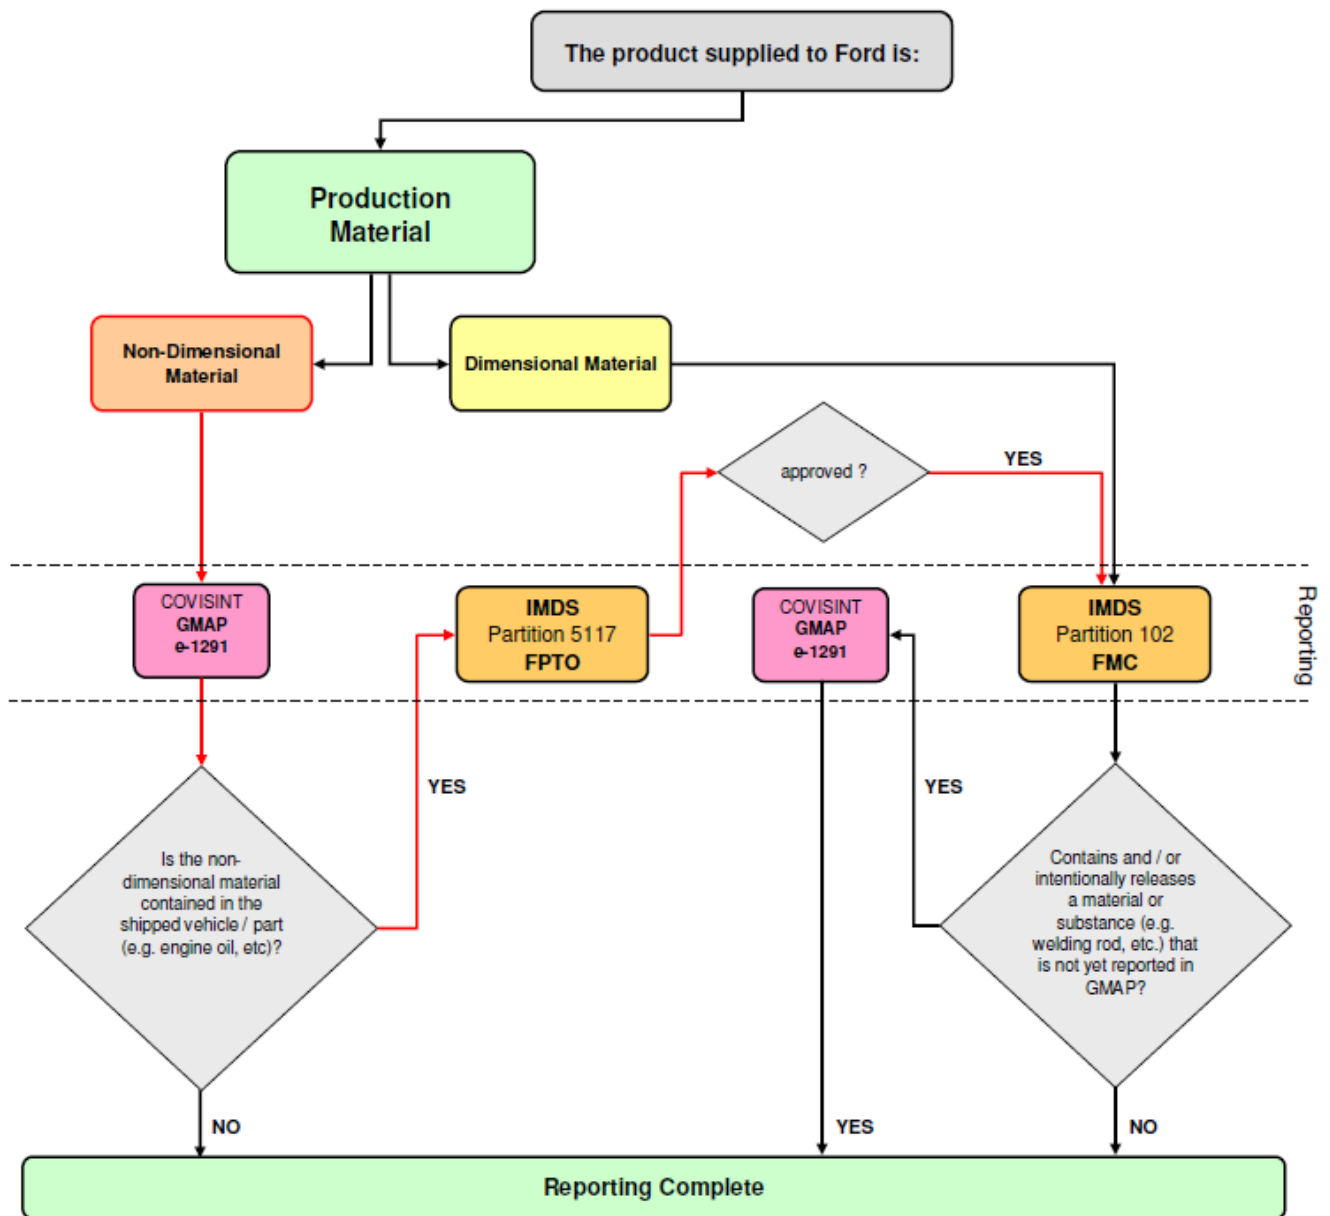 The product supplied to Ford is:
Production
Material
Non-Dimensional
Material
Dimensional Material
approved ?
YES
COVISINT
GMAP
e-1291
IMDS
Partition 5117
FPTO
COVISINT
GMAP
e-1291
IMDS
Partition 102
FMC
Reporting
YES
YES
Is the non-
dimensional material
contained in the
shipped vehicle / part
(e.g. engine oil, etc)?
Contains and / or
intentionally releases
a material or
substance (e.g.
welding rod, etc.) that
is not yet reported in
GMAP?
NO
YES
NO
Reporting Complete